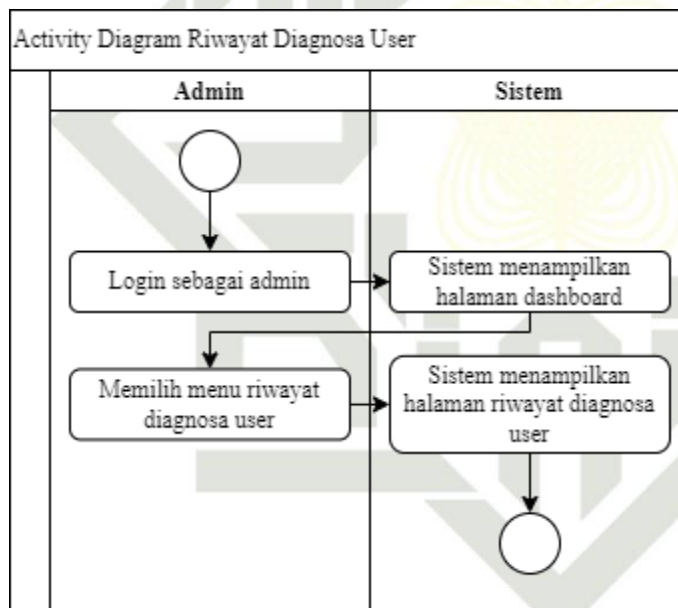 Activity Diagram Riwayat Diagnosa User
Admin
Sistem
Login sebagai admin
Sistem menampilkan
halaman dashboard
Memilih menu riwayat
diagnosa user
Sistem menampilkan
halaman riwayat diagnosa
user